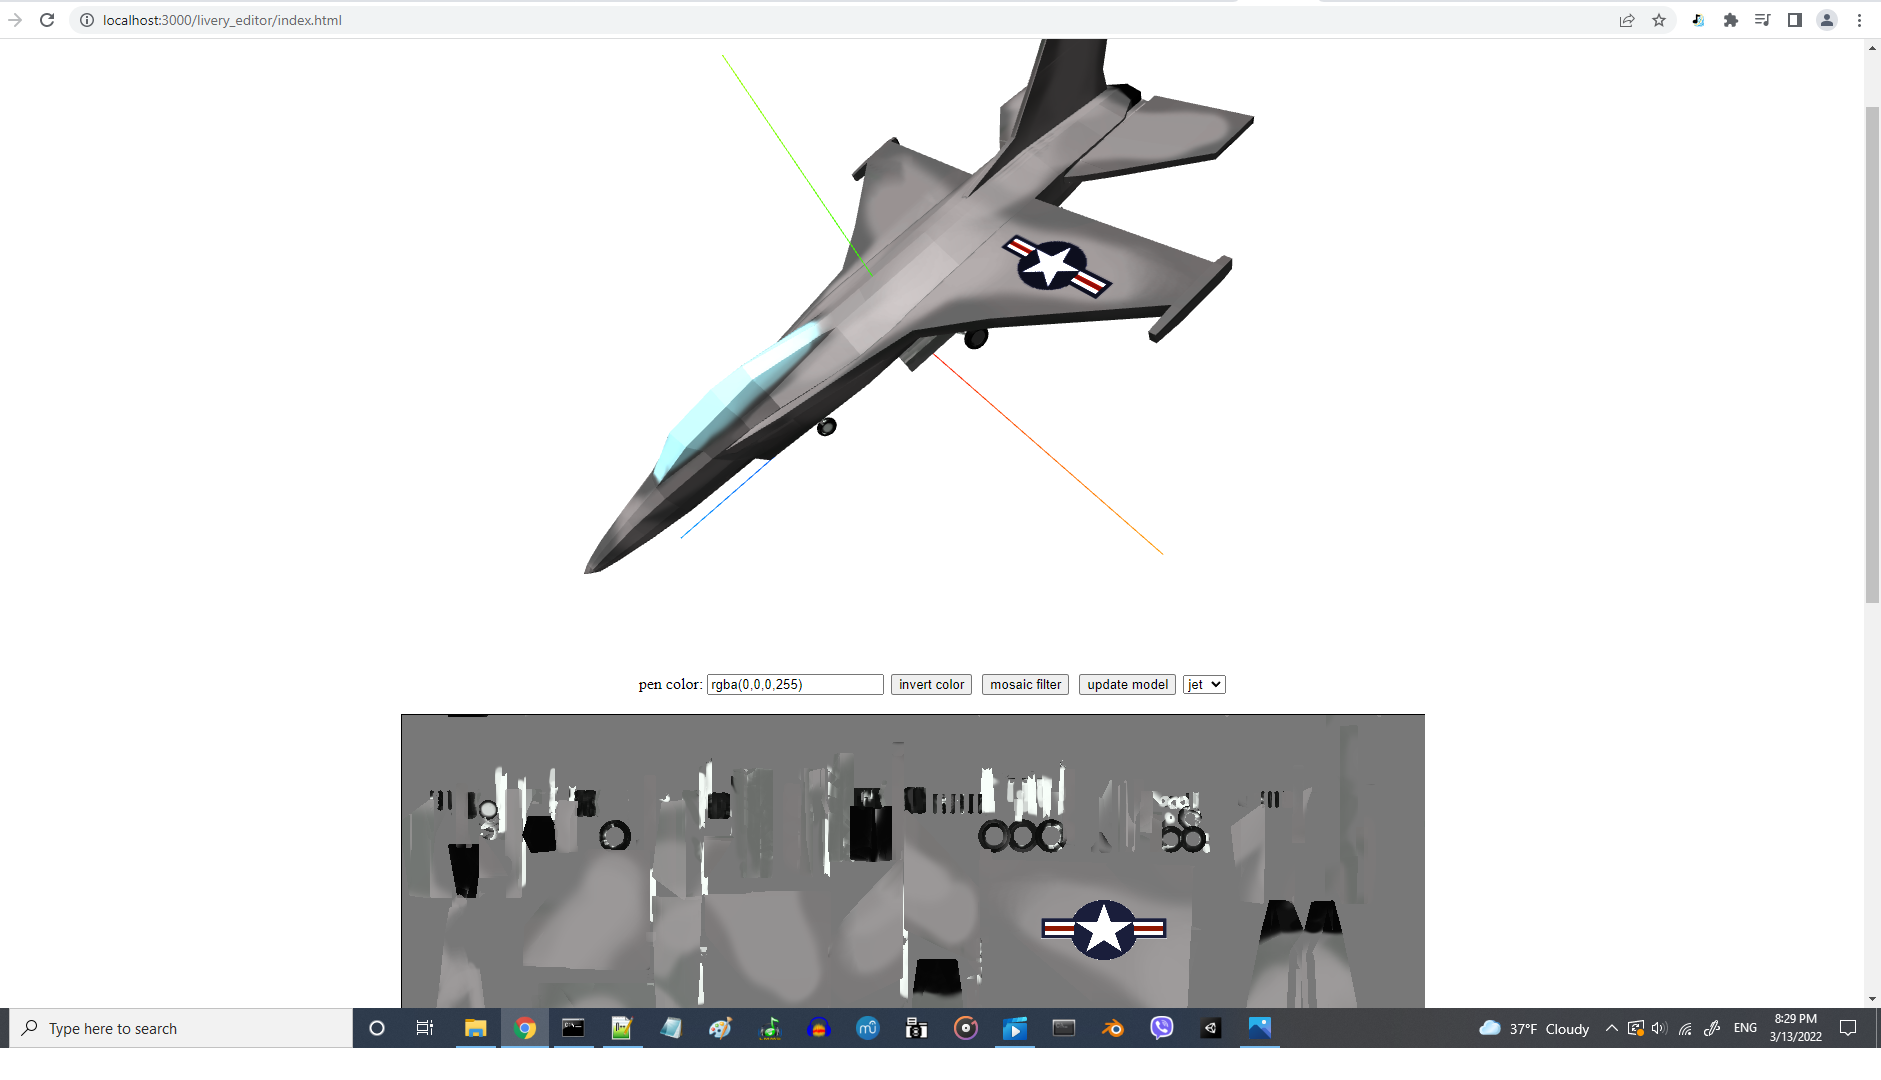 localhost:3000/livery_editor/index.html
pen color: rgba(0,0,0,255) invert color mosaic filter update model jet
Type here to search
37°F Cloudy
ENG
8:29 PM
3/13/2022